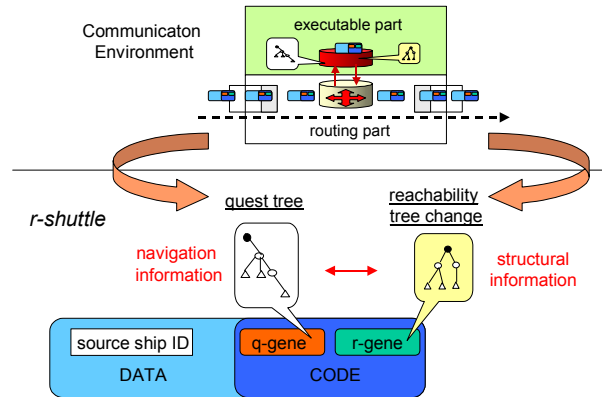 Communicaton
Environment
executable part
routing part
r-shuttle
quest tree
reachability
tree change
navigation
information
structural
information
source ship ID
q-gene
r-gene
DATA
CODE